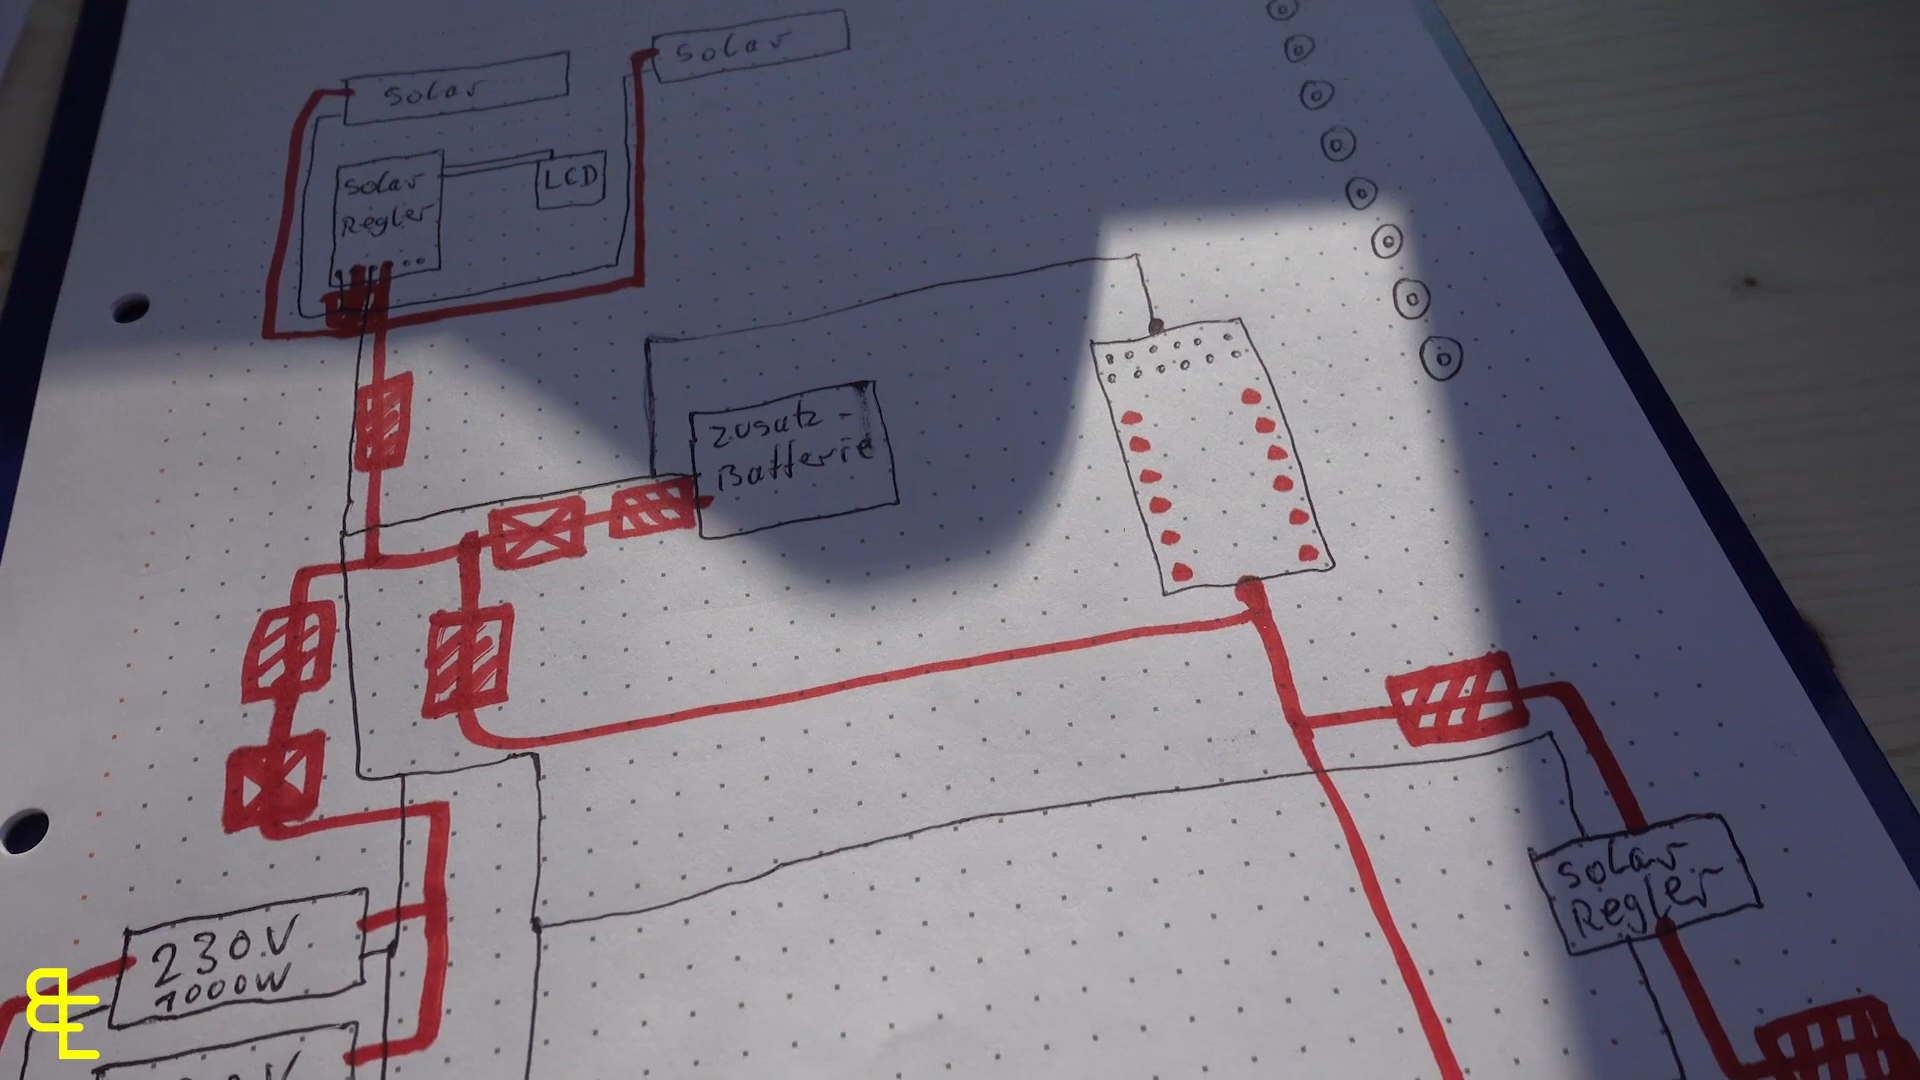 Solar
Solar
Solar
Regler
LCD
Zusatz-
Batterie
Solar
Regler
230V
1000W